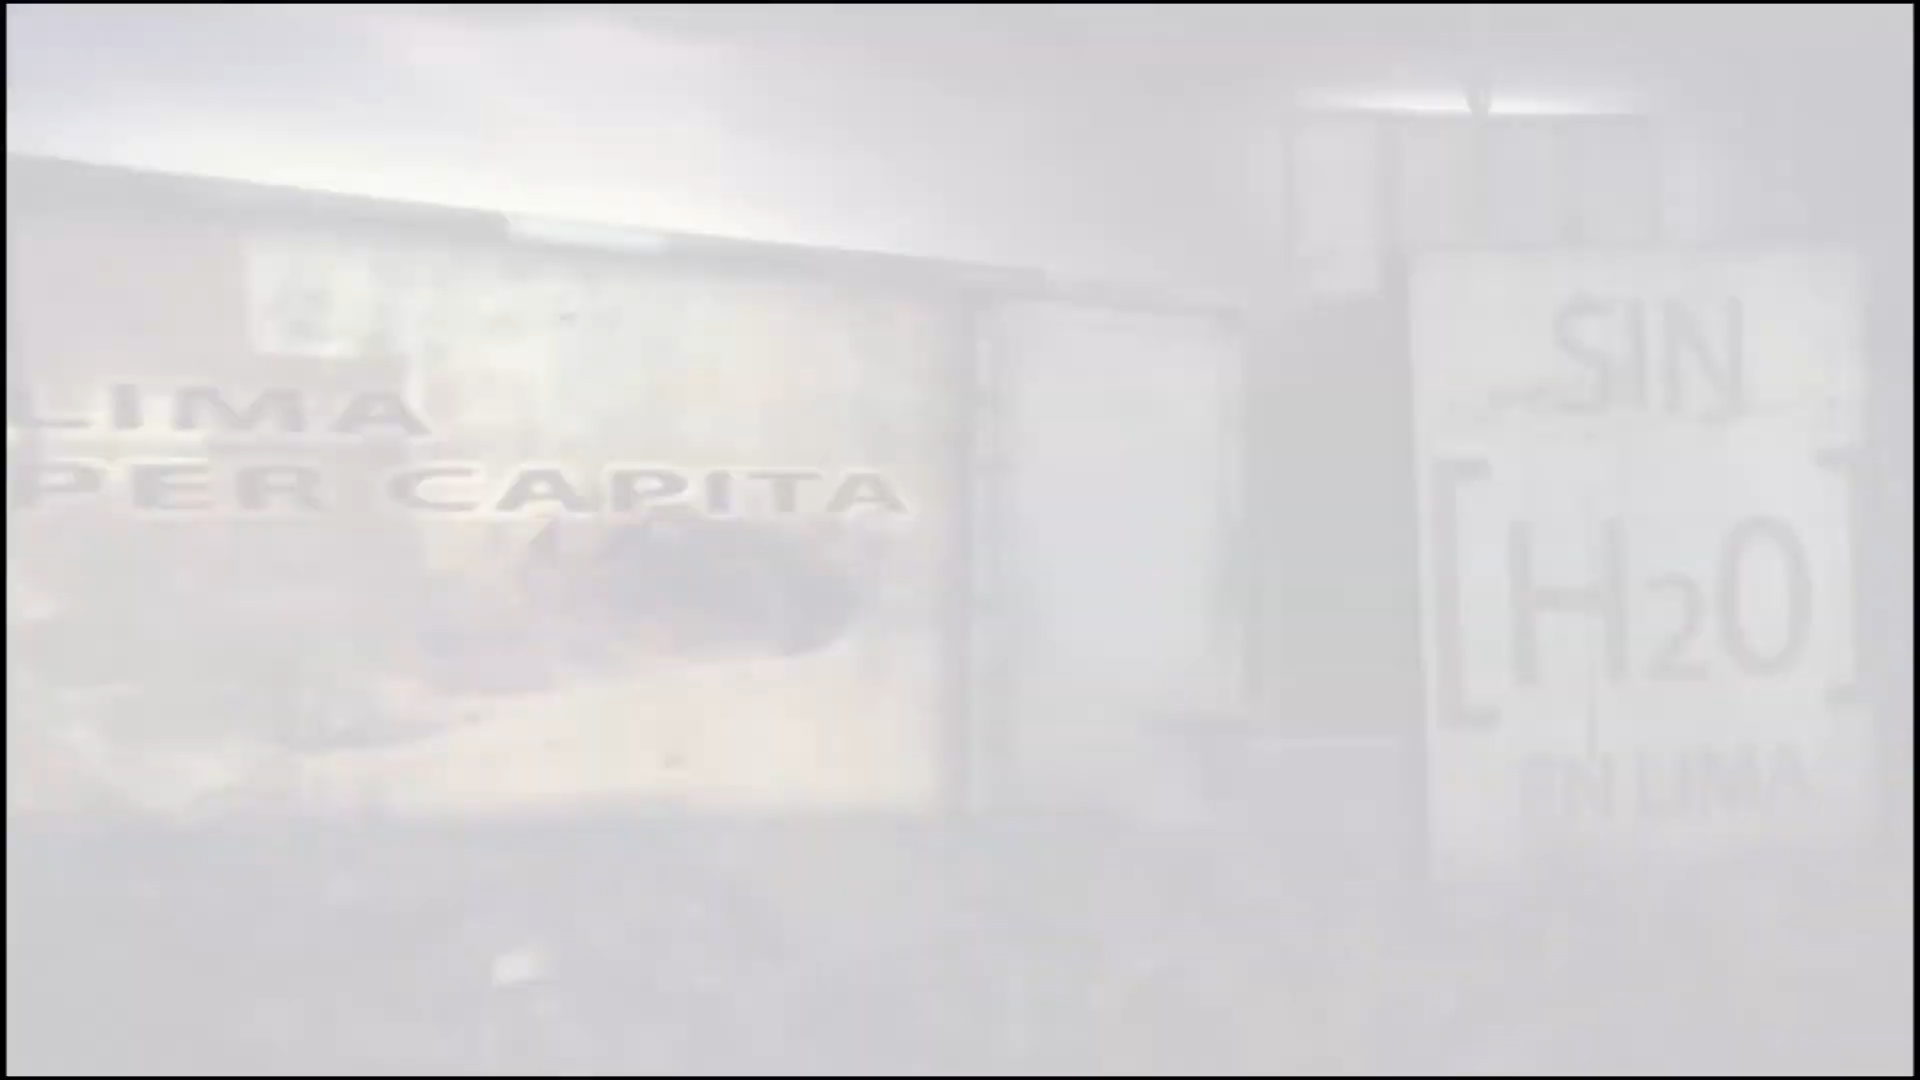 LIMA
PER CAPITA
SIN
[H2O]
EN LIMA